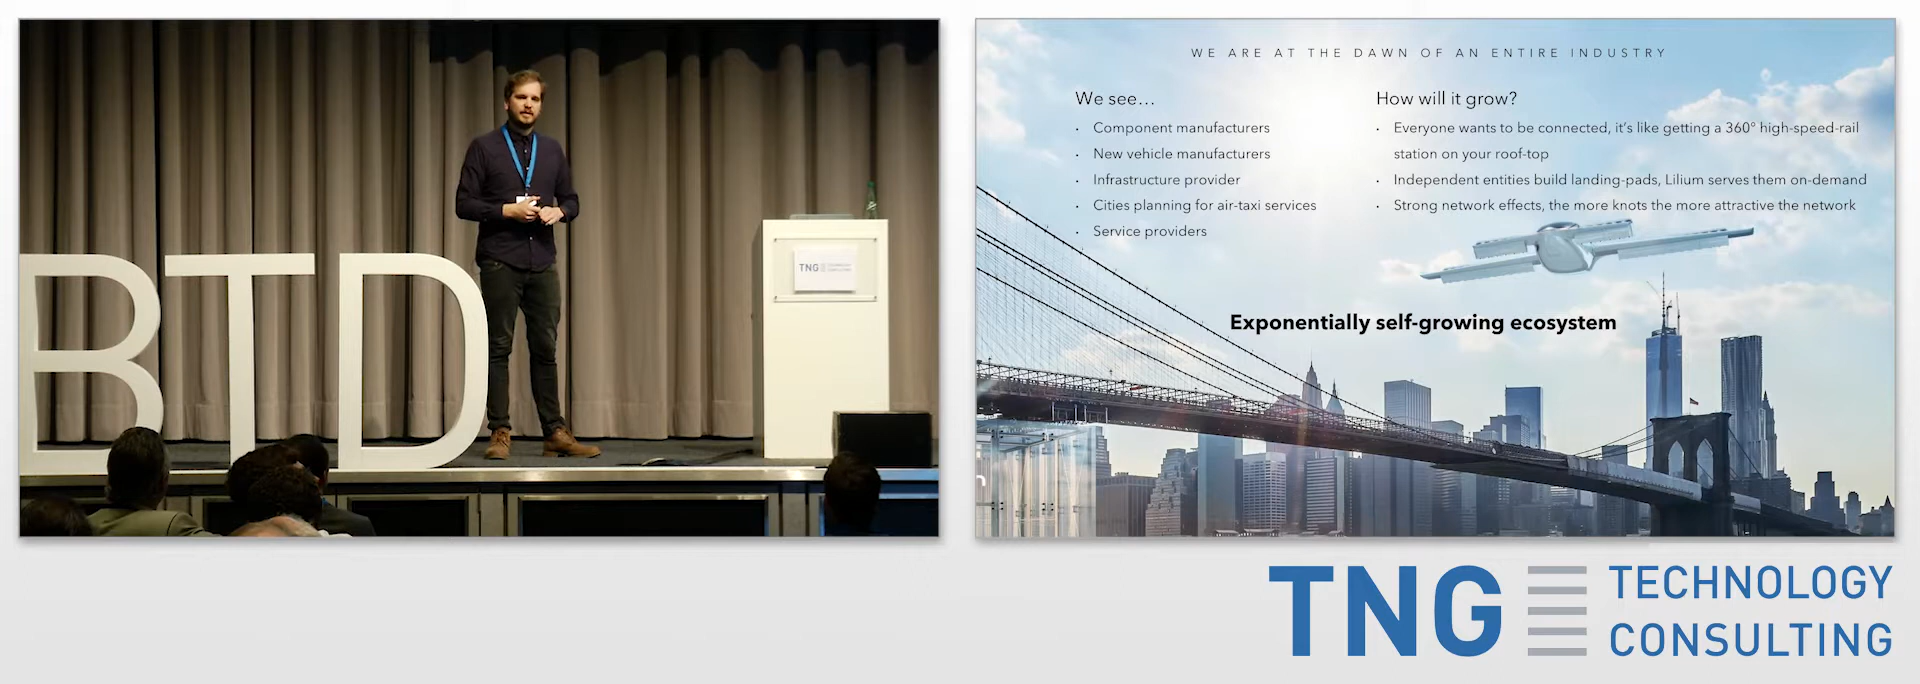 BTD
TNG TECHNOLOGY
CONSULTING
WE ARE AT THE DAWN OF AN ENTIRE INDUSTRY
We see…
· Component manufacturers
· New vehicle manufacturers
· Infrastructure provider
· Cities planning for air-taxi services
· Service providers
How will it grow?
· Everyone wants to be connected, it's like getting a 360° high-speed-rail
station on your roof-top
· Independent entities build landing-pads, Lilium serves them on-demand
· Strong network effects, the more knots the more attractive the network
Exponentially self-growing ecosystem
TNG TECHNOLOGY
CONSULTING